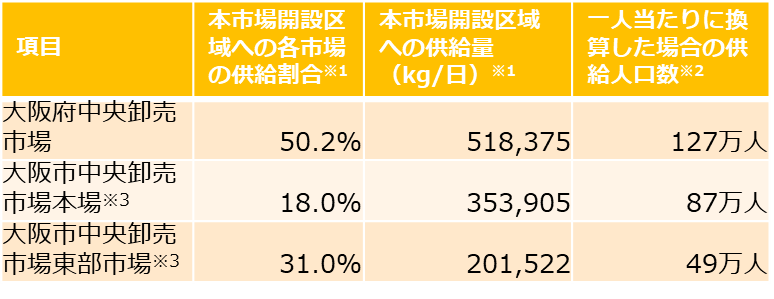 項目
本市場開設区
域への各市場
の供給割合※1
本市場開設区域
への供給量
（kg/日）※1
一人当たりに換
算した場合の供
給人口数※2
大阪府中央卸売
市場
50.2%
518,375
127万人
大阪市中央卸売
市場本場※3
18.0%
353,905
87万人
大阪市中央卸売
市場東部市場※3
31.0%
201,522
49万人